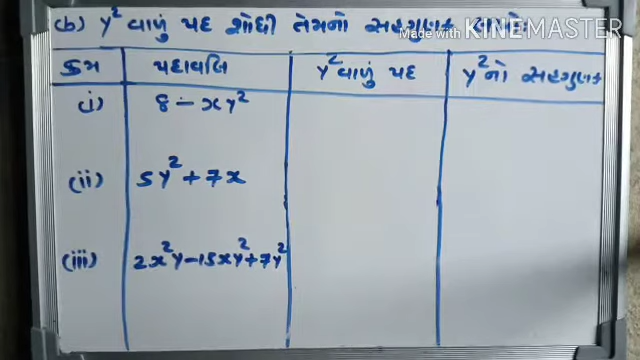 (b) y² વાળું પદ શોધી તેમનો સહગુણક લખો
Made with KINEMASTER
ક્રમ પદાવલિ y² વાળું પદ y² નો સહગુણક
(i) 8 - xy²
(ii) 5y² + 7x
(iii) 2x²y - 15xy² + 7y²